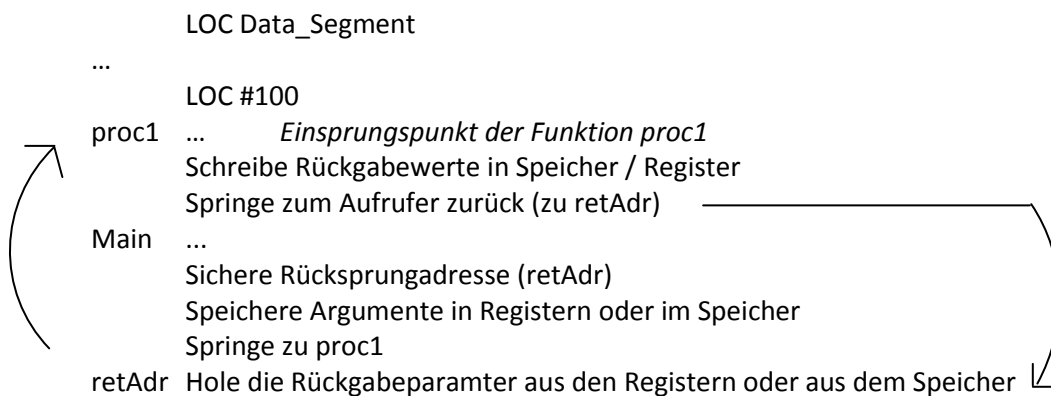 LOC Data_Segment
…
LOC #100
proc1 … Einsprungspunkt der Funktion proc1
Schreibe Rückgabewerte in Speicher / Register
Springe zum Aufrufer zurück (zu retAdr)
Main ...
Sichere Rücksprungadresse (retAdr)
Speichere Argumente in Registern oder im Speicher
Springe zu proc1
retAdr Hole die Rückgabeparamter aus den Registern oder aus dem Speicher